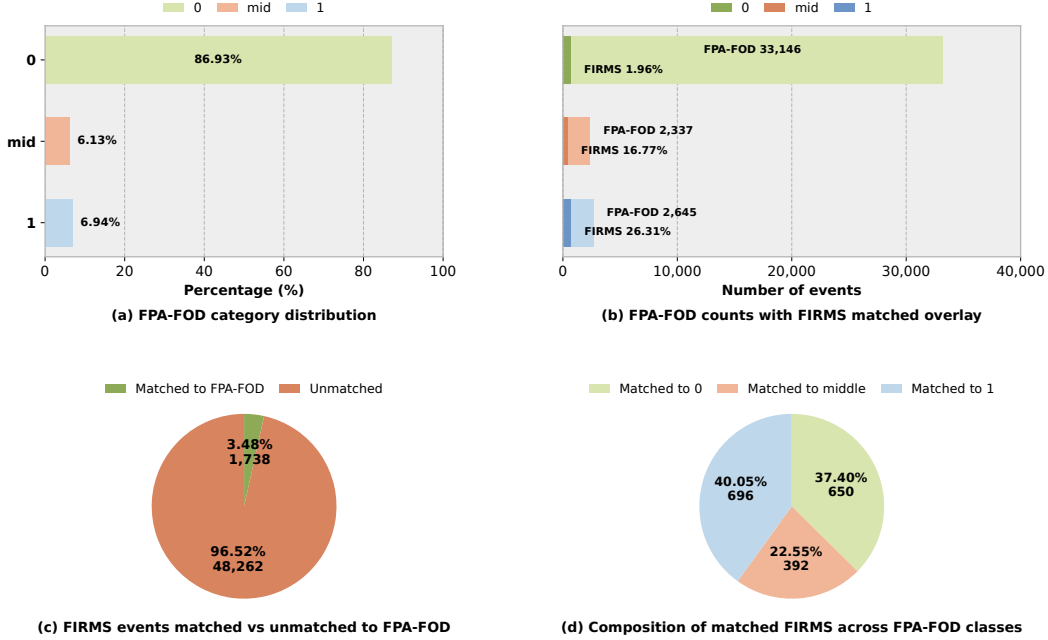 0 mid 1
0
86.93%
mid
6.13%
1
6.94%
0 20 40 60 80 100
Percentage (%)
(a) FPA-FOD category distribution
0 mid 1
FPA-FOD 33,146
FIRMS 1.96%
FPA-FOD 2,337
FIRMS 16.77%
FPA-FOD 2,645
FIRMS 26.31%
0 10,000 20,000 30,000 40,000
Number of events
(b) FPA-FOD counts with FIRMS matched overlay
Matched to FPA-FOD Unmatched
3.48%
1,738
96.52%
48,262
(c) FIRMS events matched vs unmatched to FPA-FOD
Matched to 0 Matched to middle Matched to 1
40.05%
696
37.40%
650
22.55%
392
(d) Composition of matched FIRMS across FPA-FOD classes